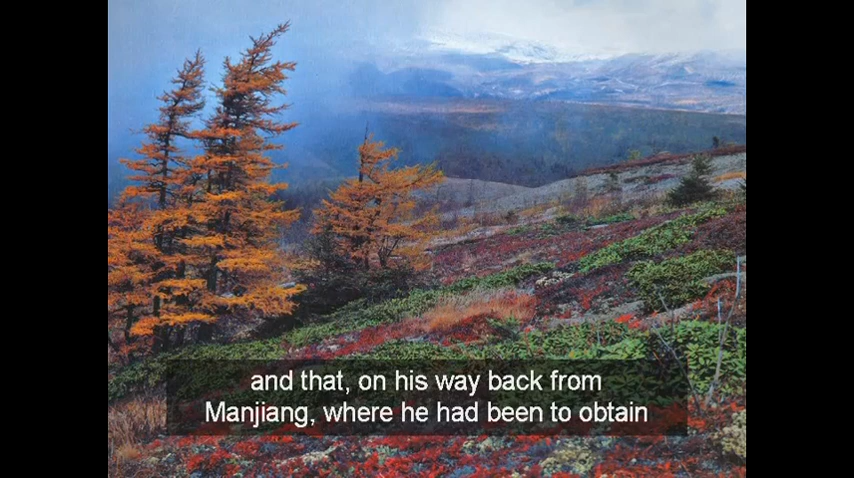 and that, on his way back from
Manjiang, where he had been to obtain